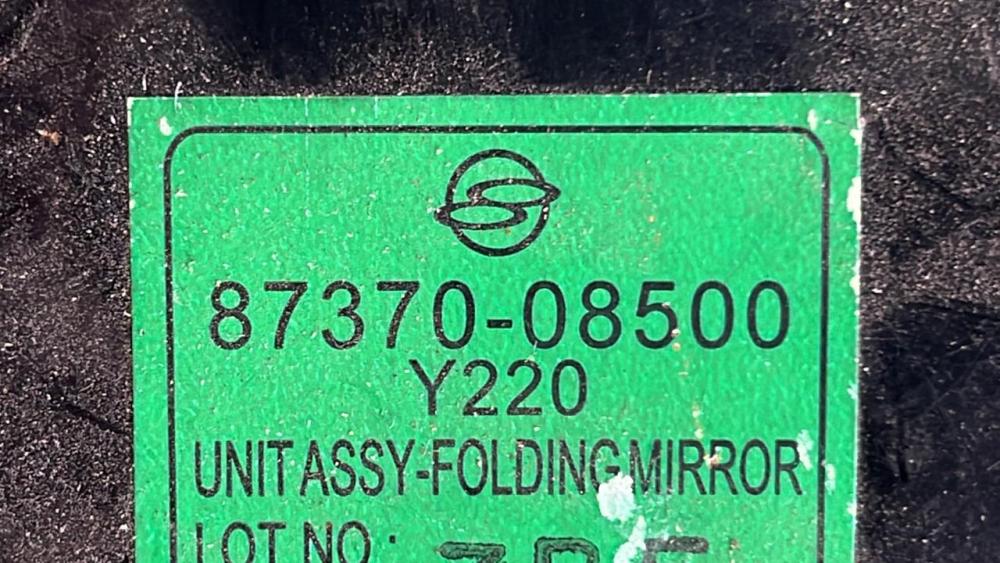 87370-08500
Y220
UNIT ASSY-FOLDING MIRROR
LOT NO :